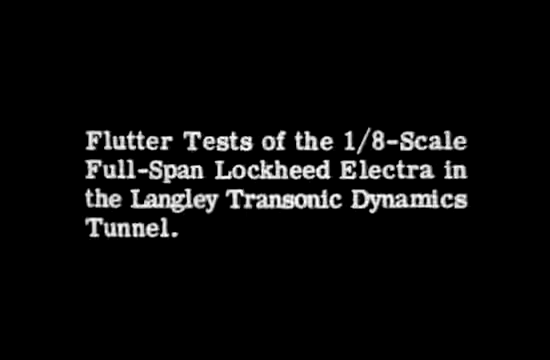 Flutter Tests of the 1/8-Scale
Full-Span Lockheed Electra in
the Langley Transonic Dynamics
Tunnel.